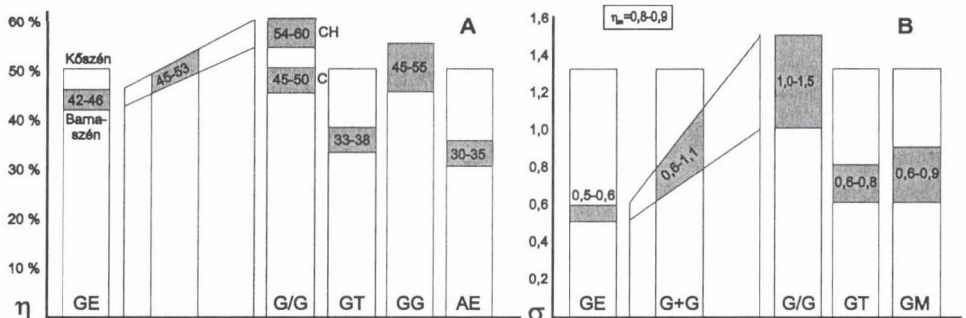 60 %
50 %
40 %
30 %
20 %
10 %
η
Kőszén
42-46
Barna-
szén
GE
45-53
54-60
CH
45-50
C
G/G
33-38
GT
45-55
GG
30-35
AE
A
1,6
1,4
1,2
1,0
0,8
0,6
0,4
0,2
σ
=0,8-0,9
B
0,5-0,6
GE
0,6-1,1
G+G
1,0-1,5
G/G
0,6-0,8
GT
0,6-0,9
GM